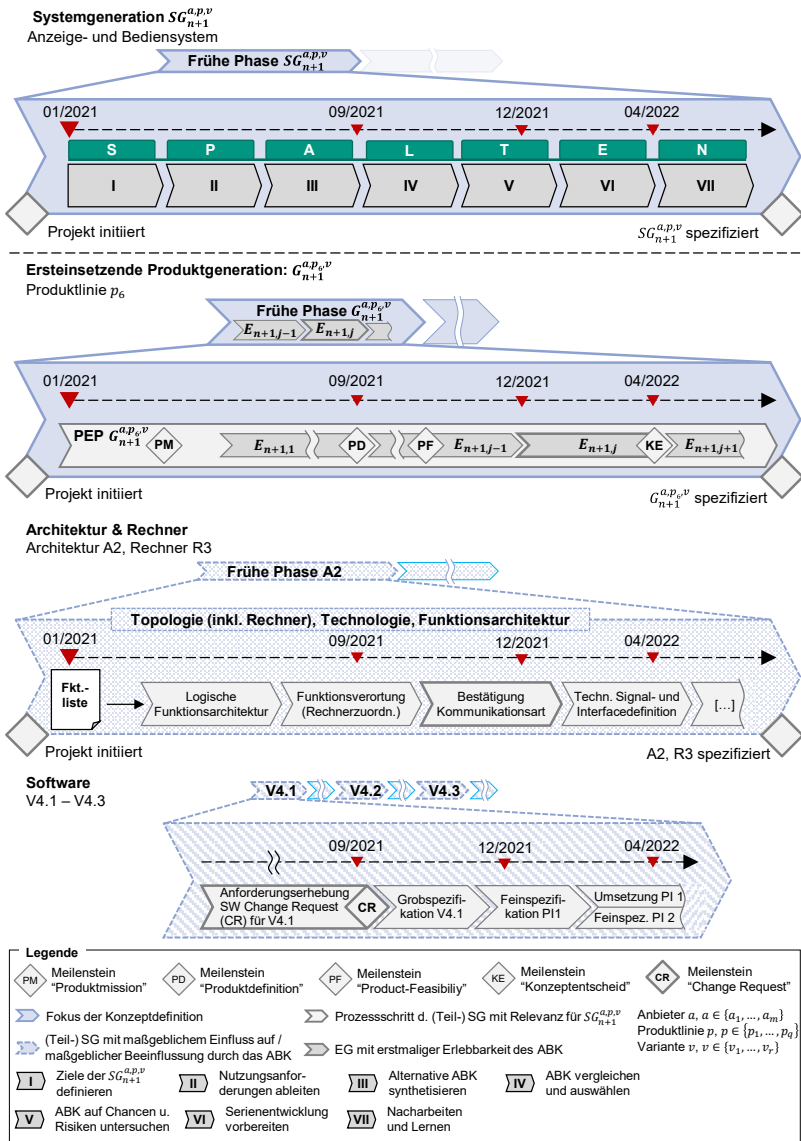 Systemgeneration SG_{n+1}^{a,p,v}
Anzeige- und Bediensystem
Frühe Phase SG_{n+1}^{a,p,v}
01/2021 09/2021 12/2021 04/2022
S P A L T E N
I II III IV V VI VII
Projekt initiiert SG_{n+1}^{a,p,v} spezifiziert
Ersteinsetzende Produktgeneration: G_{n+1}^{a,p_6,v}
Produktlinie p_6
Frühe Phase G_{n+1}^{a,p_6,v}
E_{n+1,j-1} E_{n+1,j}
01/2021 09/2021 12/2021 04/2022
PEP G_{n+1}^{a,p_6,v} PM E_{n+1,1} PD PF E_{n+1,j-1} E_{n+1,j} KE E_{n+1,j+1}
Projekt initiiert G_{n+1}^{a,p_6,v} spezifiziert
Architektur & Rechner
Architektur A2, Rechner R3
Frühe Phase A2
Topologie (inkl. Rechner), Technologie, Funktionsarchitektur
01/2021 09/2021 12/2021 04/2022
Fkt.-
liste
Logische
Funktionsarchitektur
Funktionsverortung
(Rechnerzuordn.)
Bestätigung
Kommunikationsart
Techn. Signal- und
Interfacedefinition
[...]
Projekt initiiert A2, R3 spezifiziert
Software
V4.1 – V4.3
V4.1 V4.2 V4.3
09/2021 12/2021 04/2022
Anforderungserhebung
SW Change Request
(CR) für V4.1
CR
Grobspezifi-
kation V4.1
Feinspezifi-
kation PI1
Umsetzung PI 1
Feinspez. PI 2
Legende
PM
Meilenstein
“Produktmission”
PD
Meilenstein
“Produktdefinition”
PF
Meilenstein
“Product-Feasibiliy”
KE
Meilenstein
“Konzeptentscheid”
CR
Meilenstein
“Change Request”
Fokus der Konzeptdefinition
Prozessschritt d. (Teil-) SG mit Relevanz für SG_{n+1}^{a,p,v}
Anbieter a, a ∈ {a_1, …, a_m}
Produktlinie p, p ∈ {p_1, …, p_q}
Variante v, v ∈ {v_1, …, v_r}
(Teil-) SG mit maßgeblichem Einfluss auf /
maßgeblicher Beeinflussung durch das ABK
EG mit erstmaliger Erlebbarkeit des ABK
I
Ziele der SG_{n+1}^{a,p,v}
definieren
II
Nutzungsanfor-
derungen ableiten
III
Alternative ABK
synthetisieren
IV
ABK vergleichen
und auswählen
V
ABK auf Chancen u.
Risiken untersuchen
VI
Serienentwicklung
vorbereiten
VII
Nacharbeiten
und Lernen